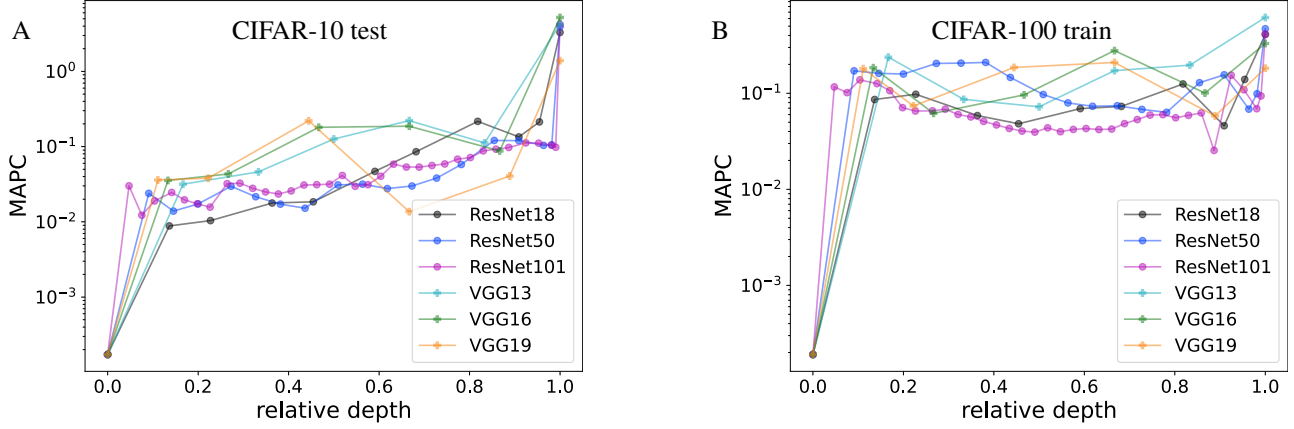 A
CIFAR-10 test
MAPC
10⁰
10⁻¹
10⁻²
10⁻³
0.0 0.2 0.4 0.6 0.8 1.0
relative depth
ResNet18
ResNet50
ResNet101
VGG13
VGG16
VGG19
B
CIFAR-100 train
MAPC
10⁻¹
10⁻²
10⁻³
0.0 0.2 0.4 0.6 0.8 1.0
relative depth
ResNet18
ResNet50
ResNet101
VGG13
VGG16
VGG19